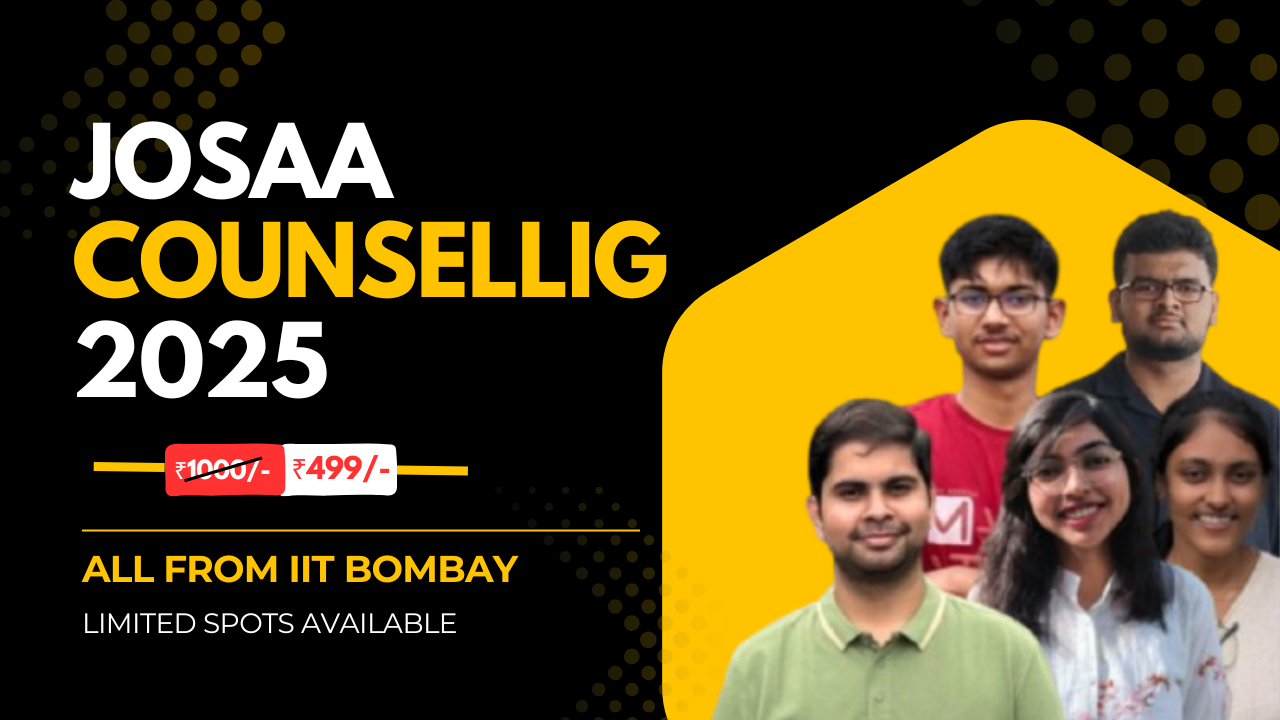 JOSAA
COUNSELLIG
2025
₹1000/- ₹499/-
ALL FROM IIT BOMBAY
LIMITED SPOTS AVAILABLE